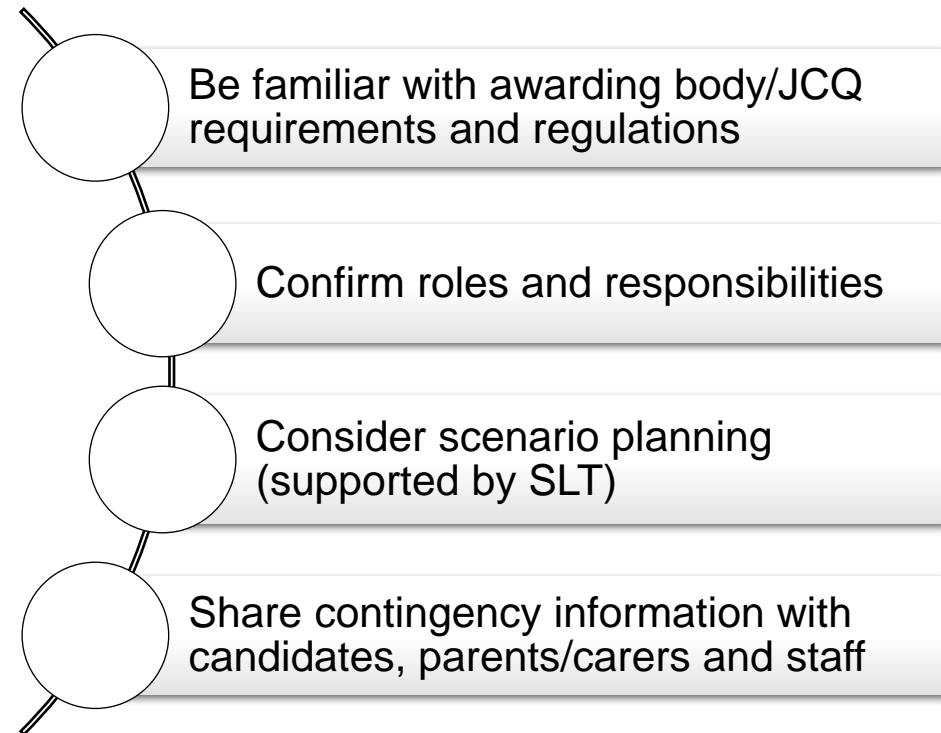 Be familiar with awarding body/JCQ
requirements and regulations
Confirm roles and responsibilities
Consider scenario planning
(supported by SLT)
Share contingency information with
candidates, parents/carers and staff